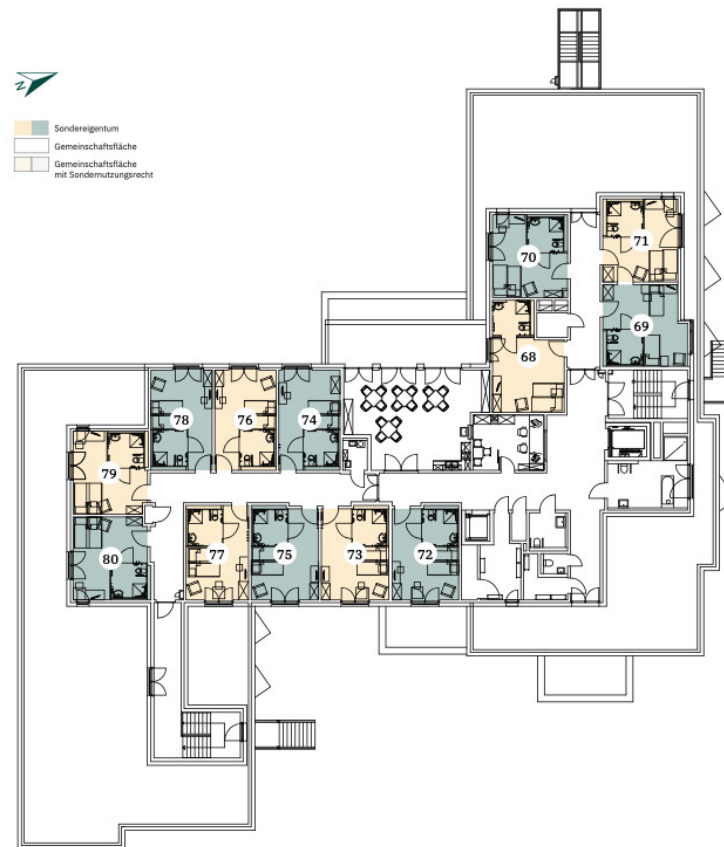 N
Sondereigentum
Gemeinschaftsfläche
Gemeinschaftsfläche
mit Sondernutzungsrecht
71
70
69
68
78
76
74
79
80
77
75
73
72